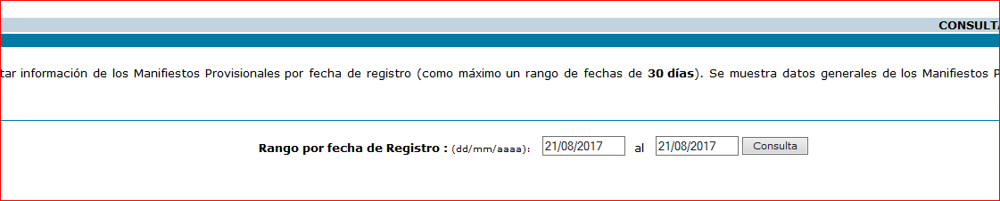 CONSULTA
tar información de los Manifiestos Provisionales por fecha de registro (como máximo un rango de fechas de 30 días). Se muestra datos generales de los Manifiestos P
Rango por fecha de Registro : (dd/mm/aaaa): 21/08/2017 al 21/08/2017 Consulta